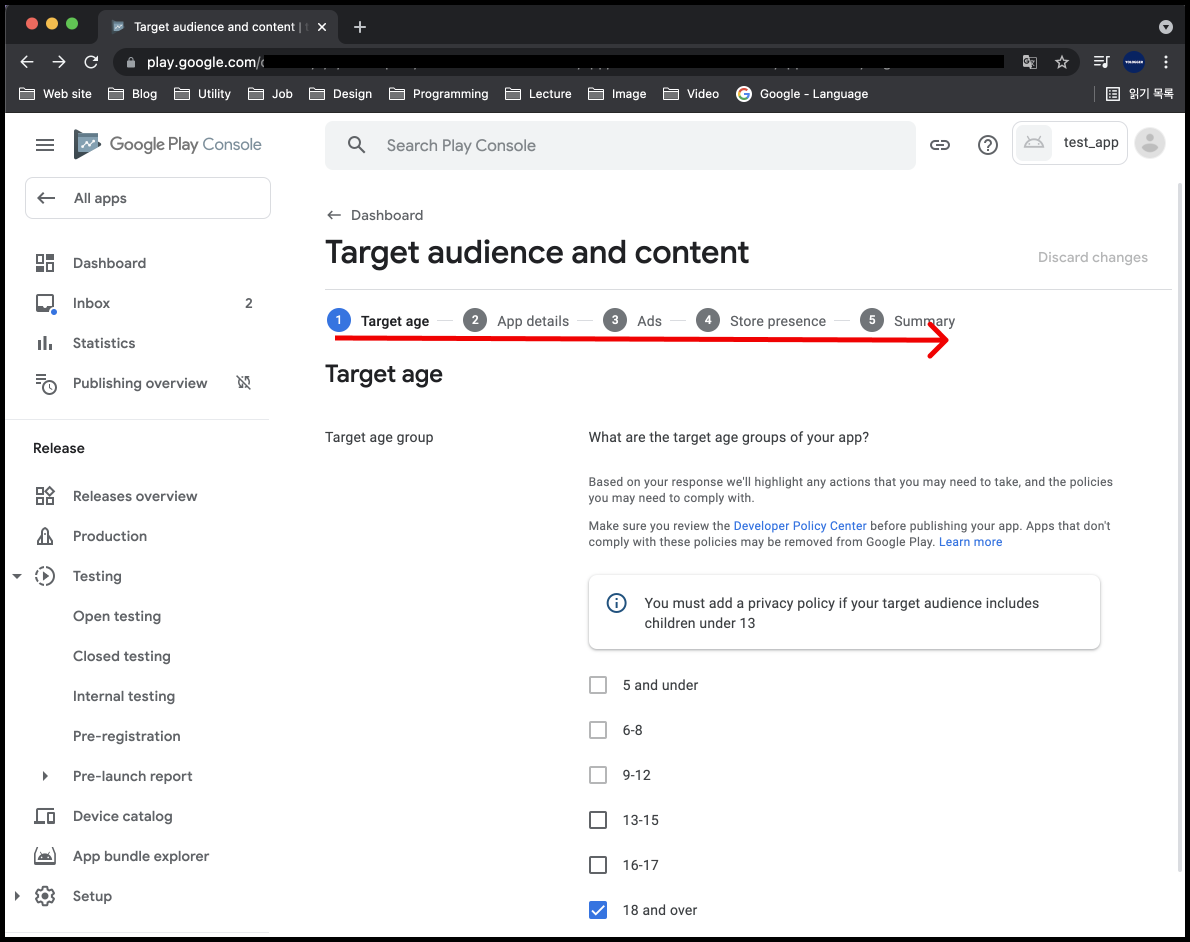 Target audience and content |
play.google.com/
Web site
Blog
Utility
Job
Design
Programming
Lecture
Image
Video
Google - Language
읽기 목록
Google Play Console
Search Play Console
test_app
All apps
Dashboard
Inbox
2
Statistics
Publishing overview
Release
Releases overview
Production
Testing
Open testing
Closed testing
Internal testing
Pre-registration
Pre-launch report
Device catalog
App bundle explorer
Setup
Dashboard
Target audience and content
Discard changes
1 Target age
2 App details
3 Ads
4 Store presence
5 Summary
Target age
Target age group
What are the target age groups of your app?
Based on your response we'll highlight any actions that you may need to take, and the policies
you may need to comply with.
Make sure you review the Developer Policy Center before publishing your app. Apps that don't
comply with these policies may be removed from Google Play. Learn more
You must add a privacy policy if your target audience includes
children under 13
5 and under
6-8
9-12
13-15
16-17
18 and over